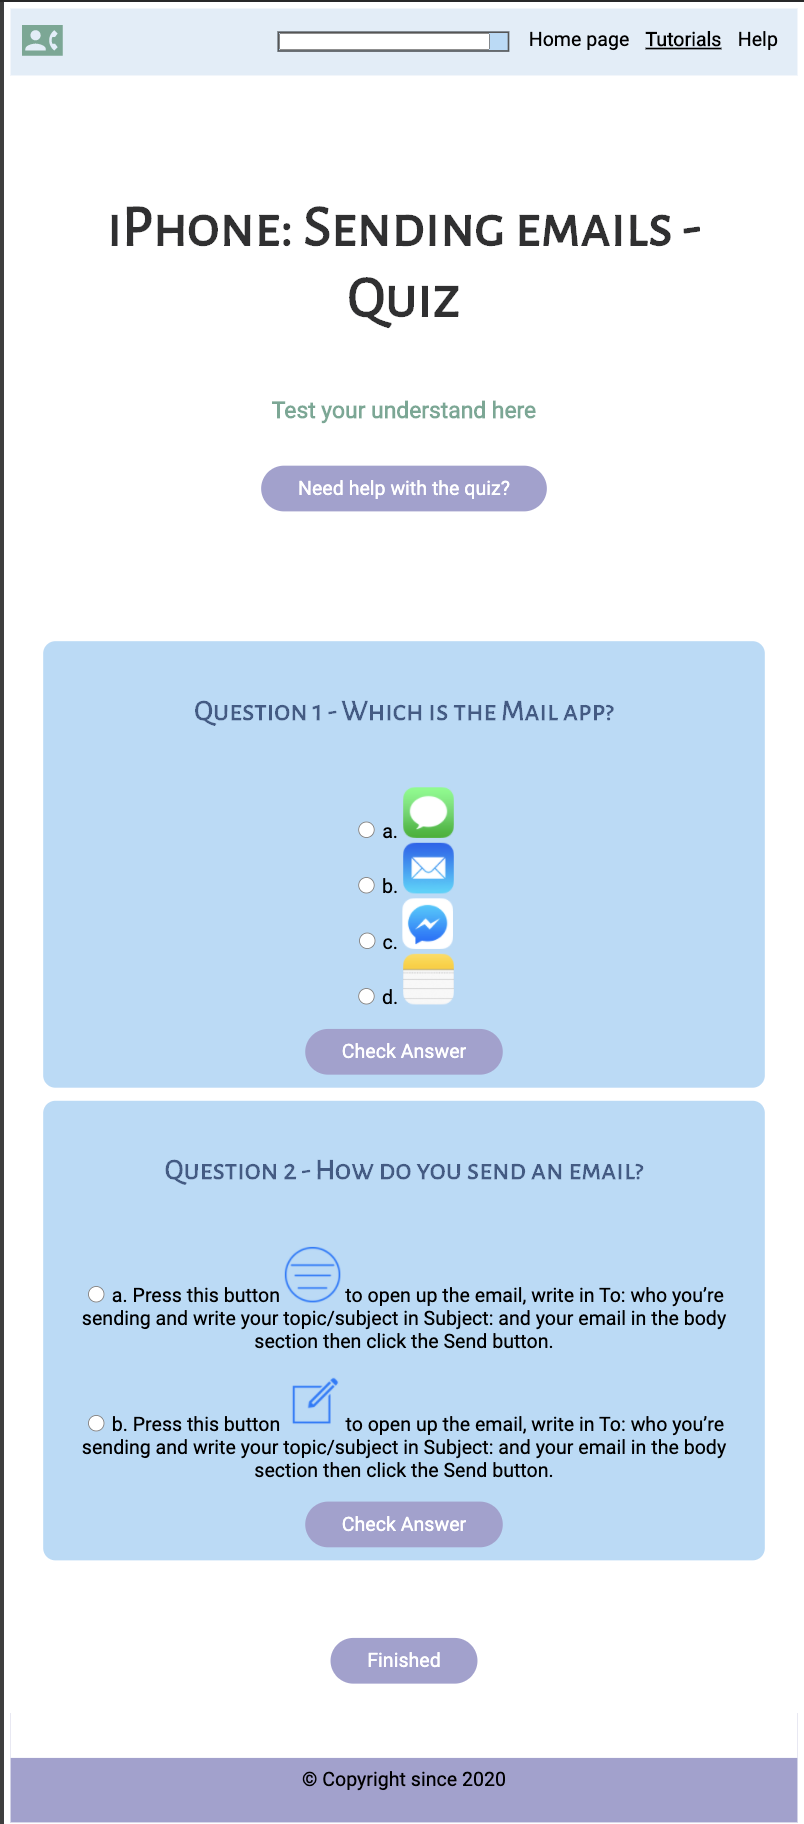 Home page Tutorials Help
iPhone: Sending emails -
Quiz
Test your understand here
Need help with the quiz?
Question 1 - Which is the Mail app?
a.
b.
c.
d.
Check Answer
Question 2 - How do you send an email?
a. Press this button to open up the email, write in To: who you’re
sending and write your topic/subject in Subject: and your email in the body
section then click the Send button.
b. Press this button to open up the email, write in To: who you’re
sending and write your topic/subject in Subject: and your email in the body
section then click the Send button.
Check Answer
Finished
© Copyright since 2020